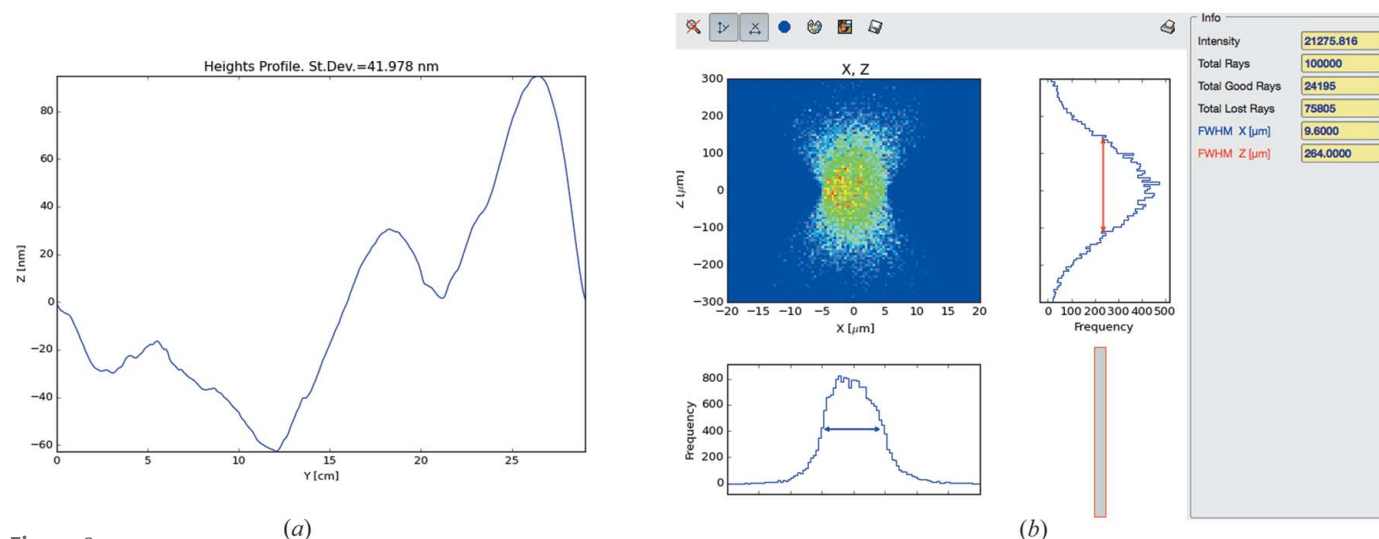 Heights Profile. St.Dev.=41.978 nm
80
60
40
20
0
−20
−40
−60
Z [nm]
0 5 10 15 20 25
Y [cm]
(a)
X, Z
300
200
100
0
−100
−200
−300
Z [μm]
−20 −15 −10 −5 0 5 10 15 20
X [μm]
0 100 200 300 400 500
Frequency
800
600
400
200
0
Frequency
Info
Intensity 21275.816
Total Rays 100000
Total Good Rays 24195
Total Lost Rays 75805
FWHM X [μm] 9.6000
FWHM Z [μm] 264.0000
(b)